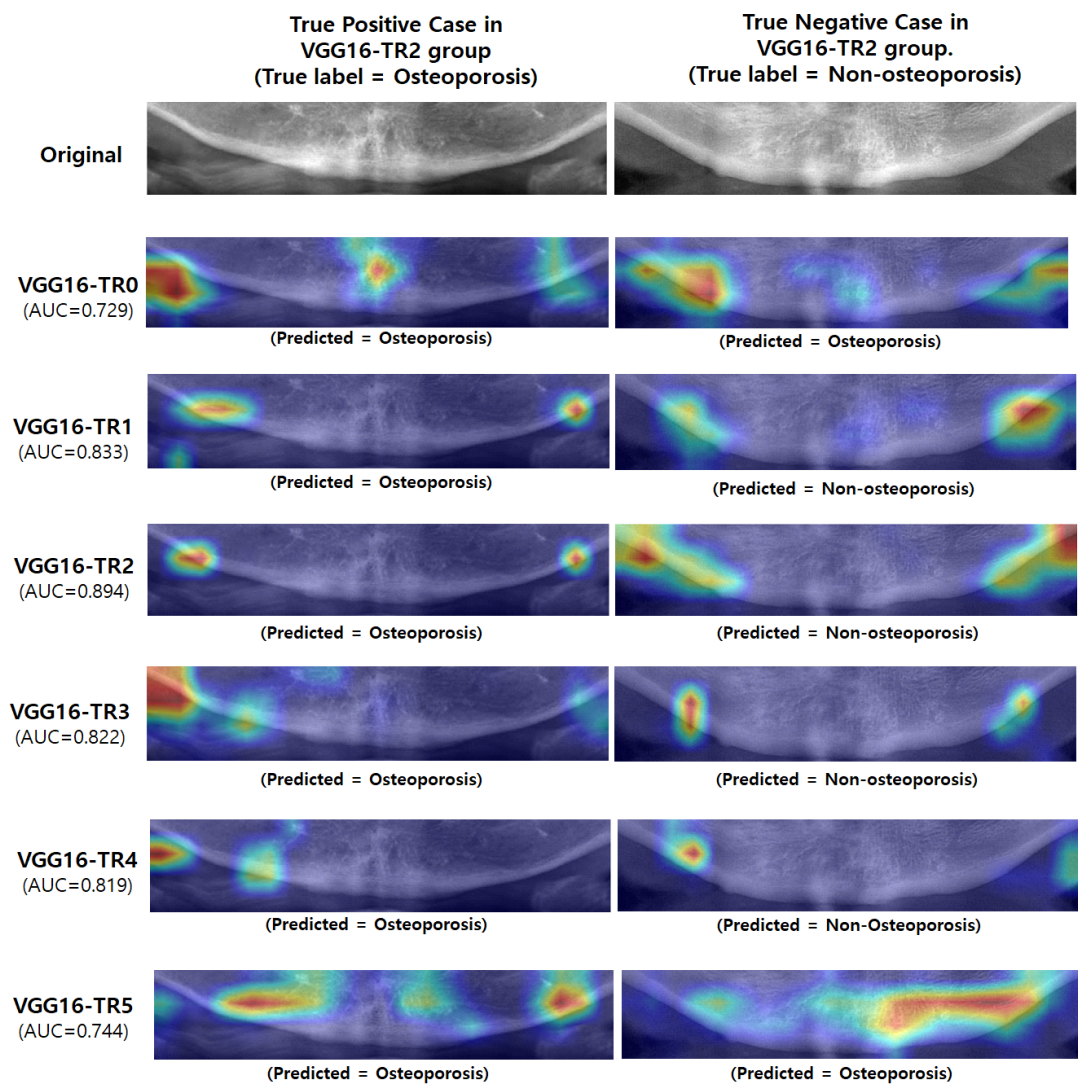 True Positive Case in
VGG16-TR2 group
(True label = Osteoporosis)
True Negative Case in
VGG16-TR2 group.
(True label = Non-osteoporosis)
Original
VGG16-TR0
(AUC=0.729)
(Predicted = Osteoporosis)
(Predicted = Osteoporosis)
VGG16-TR1
(AUC=0.833)
(Predicted = Osteoporosis)
(Predicted = Non-osteoporosis)
VGG16-TR2
(AUC=0.894)
(Predicted = Osteoporosis)
(Predicted = Non-osteoporosis)
VGG16-TR3
(AUC=0.822)
(Predicted = Osteoporosis)
(Predicted = Non-osteoporosis)
VGG16-TR4
(AUC=0.819)
(Predicted = Osteoporosis)
(Predicted = Non-Osteoporosis)
VGG16-TR5
(AUC=0.744)
(Predicted = Osteoporosis)
(Predicted = Osteoporosis)